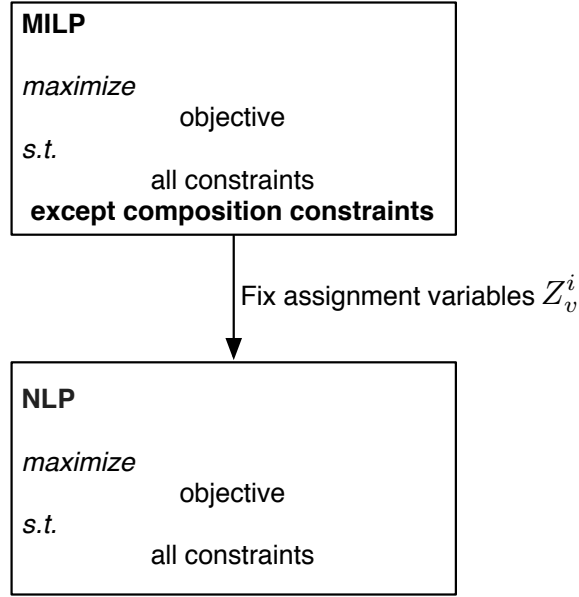 MILP
maximize
objective
s.t.
all constraints
except composition constraints
Fix assignment variables $Z_v^i$
NLP
maximize
objective
s.t.
all constraints